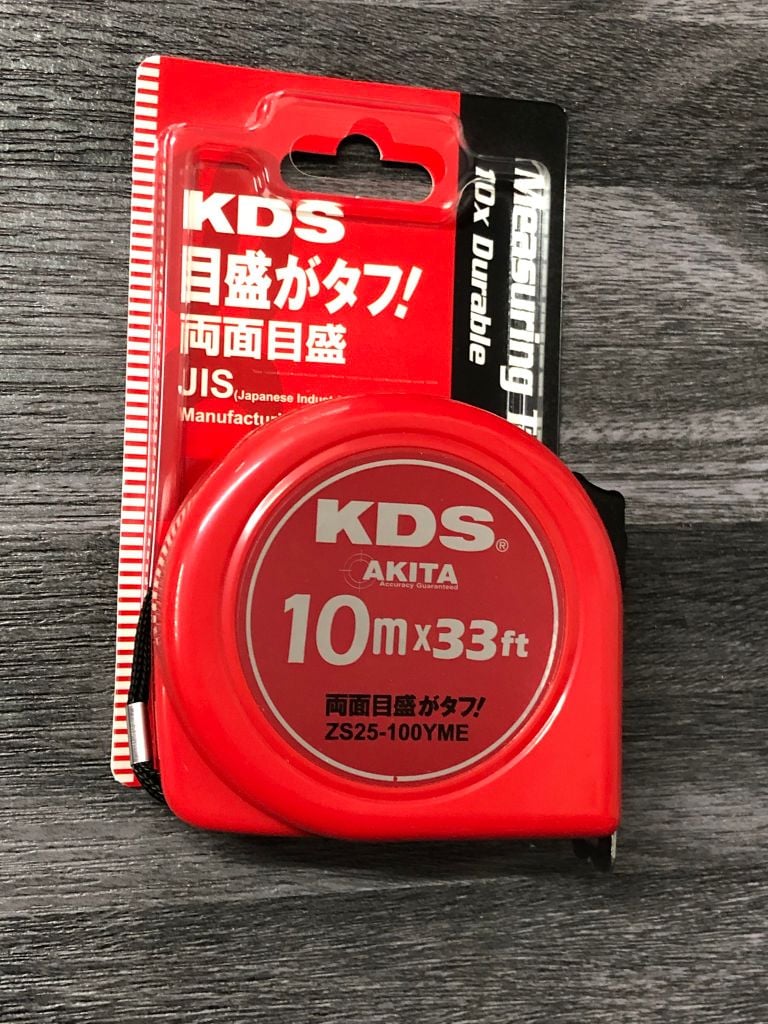 KDS
目盛がタフ!
両面目盛
JIS (Japanese
Measuring
10x Durable
KDS®
AKITA
Accuracy Guaranteed
10m x 33ft
両面目盛がタフ!
ZS25-100YME